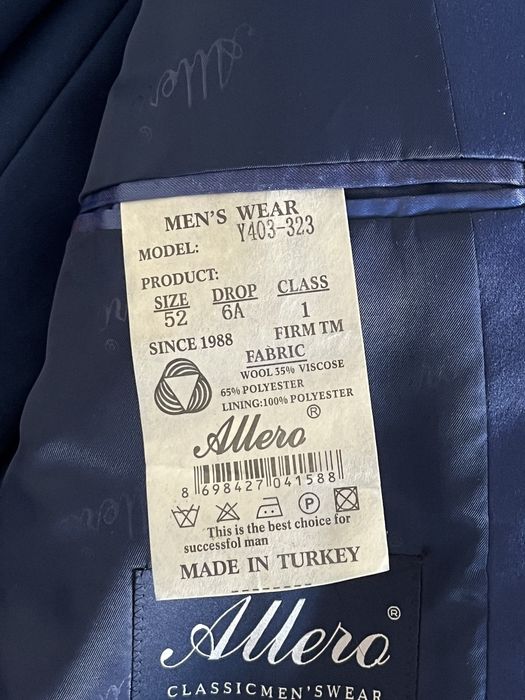 Allero
MEN'S WEAR
MODEL: Y403-323
PRODUCT:
SIZE DROP CLASS
52 6A 1
SINCE 1988 FIRM TM
FABRIC
WOOL 35% VISCOSE
65% POLYESTER
LINING:100% POLYESTER
Allero®
8 698427 041588
P
This is the best choice for
successfol man
MADE IN TURKEY
Allero®
CLASSICMEN'SWEAR